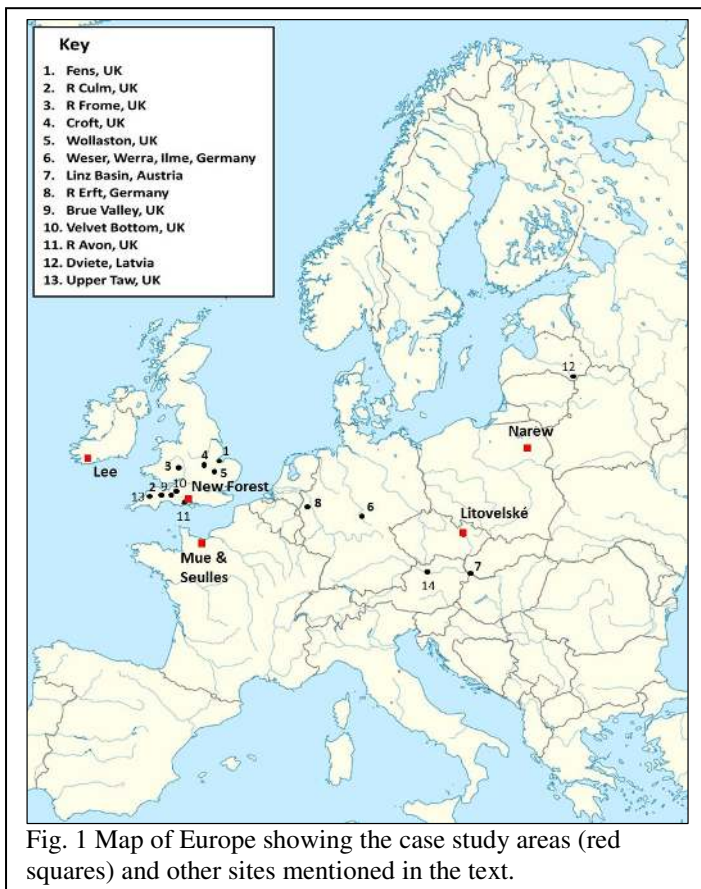 Key
1. Fens, UK
2. R Culm, UK
3. R Frome, UK
4. Croft, UK
5. Wollaston, UK
6. Weser, Werra, Ilme, Germany
7. Linz Basin, Austria
8. R Erft, Germany
9. Brue Valley, UK
10. Velvet Bottom, UK
11. R Avon, UK
12. Dviete, Latvia
13. Upper Taw, UK
12
Narew
Lee
1
4
3
5
New Forest
10
2
9
13
11
8
6
Litovelské
Mue &
Seulles
14
7
Fig. 1 Map of Europe showing the case study areas (red
squares) and other sites mentioned in the text.